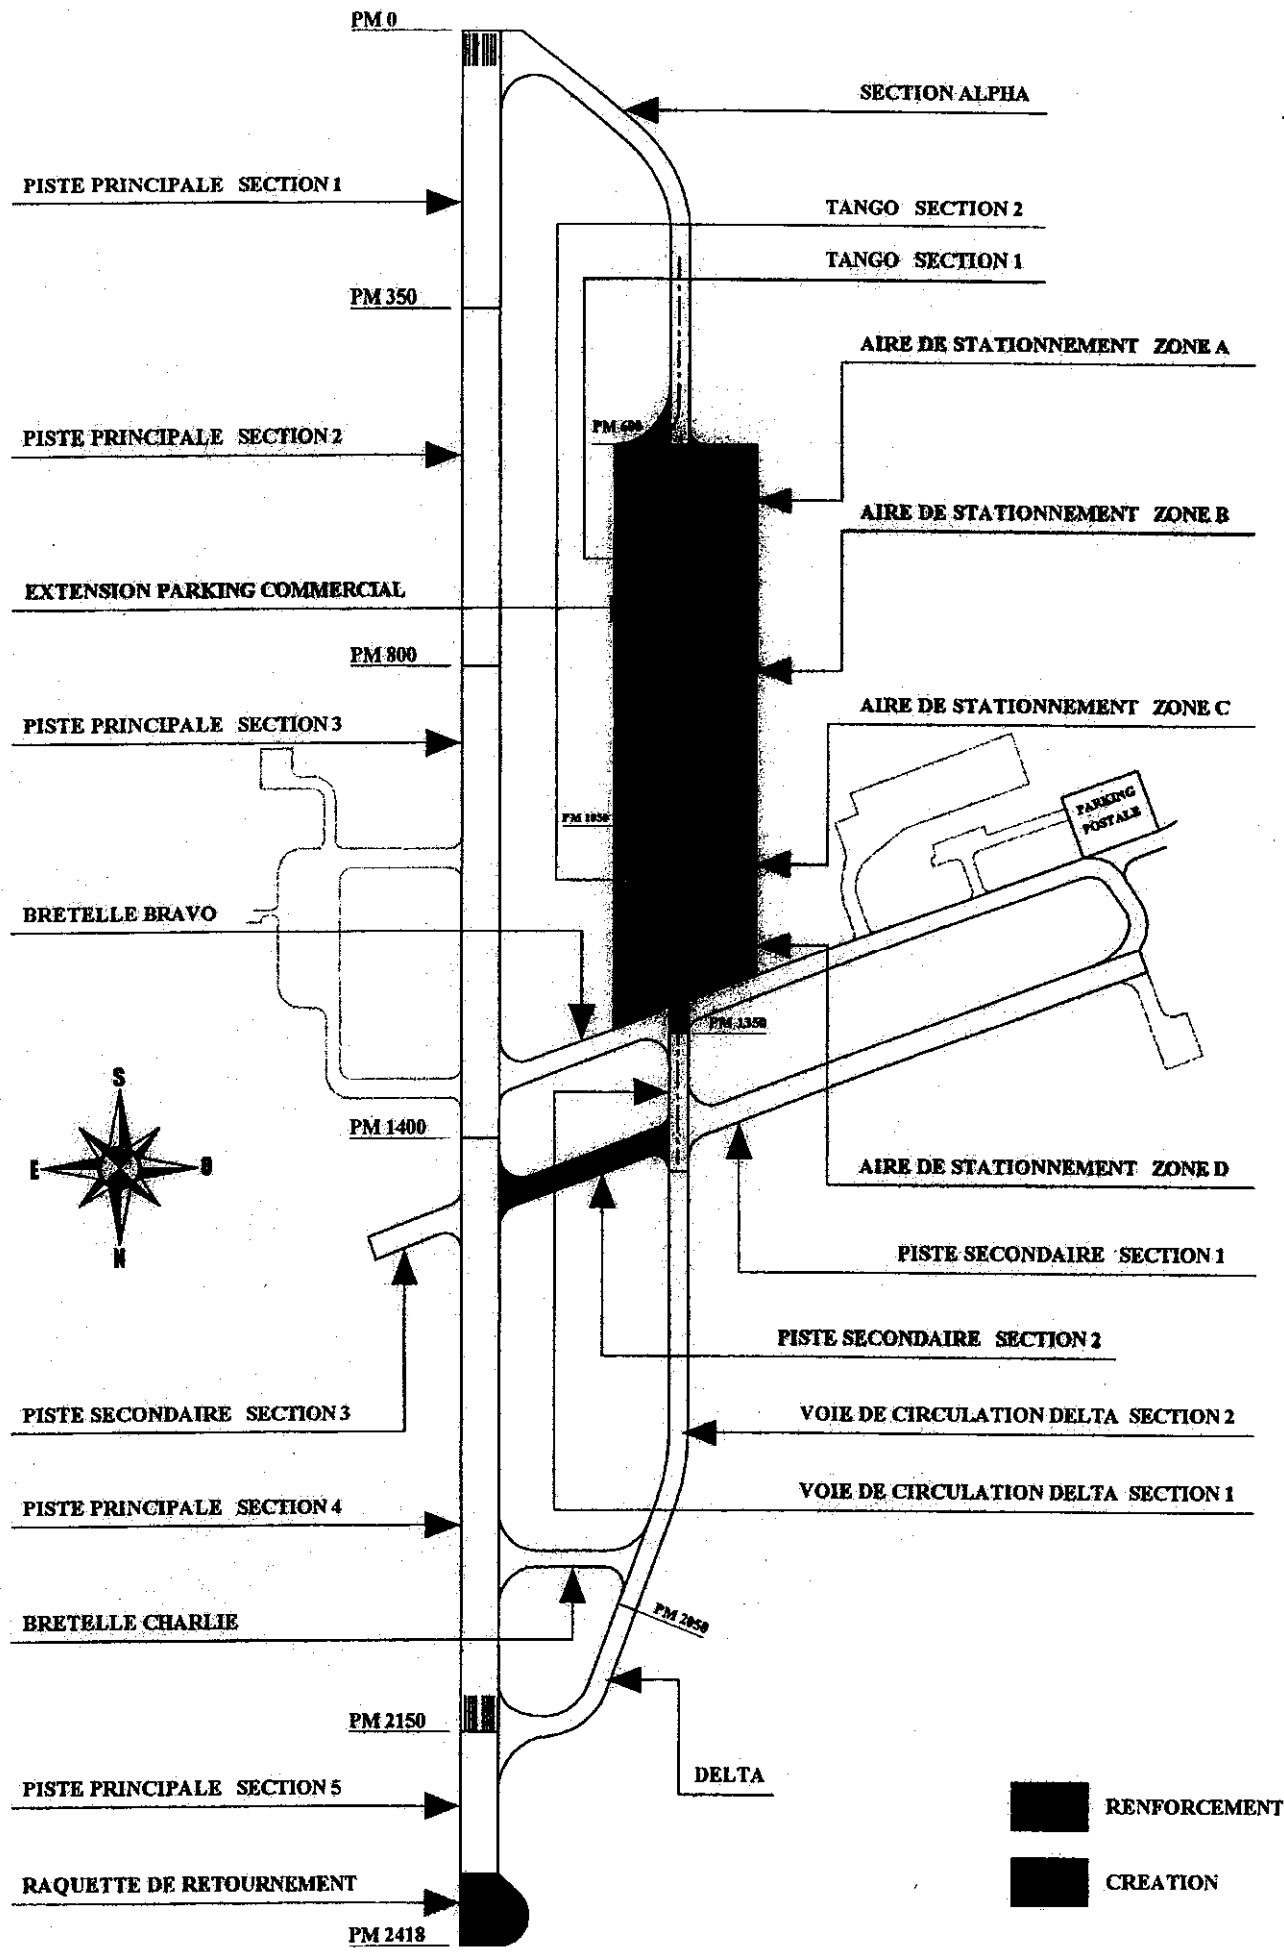 PM 0
SECTION ALPHA
PISTE PRINCIPALE SECTION 1
TANGO SECTION 2
TANGO SECTION 1
PM 350
AIRE DE STATIONNEMENT ZONE A
PISTE PRINCIPALE SECTION 2
PM 600
AIRE DE STATIONNEMENT ZONE B
EXTENSION PARKING COMMERCIAL
PM 800
PISTE PRINCIPALE SECTION 3
AIRE DE STATIONNEMENT ZONE C
PARKING
POSTALE
PM 1050
BRETELLE BRAVO
PM 1350
S
E
O
N
PM 1400
AIRE DE STATIONNEMENT ZONE D
PISTE SECONDAIRE SECTION 1
PISTE SECONDAIRE SECTION 2
PISTE SECONDAIRE SECTION 3
VOIE DE CIRCULATION DELTA SECTION 2
PISTE PRINCIPALE SECTION 4
VOIE DE CIRCULATION DELTA SECTION 1
BRETELLE CHARLIE
PM 2050
PM 2150
DELTA
PISTE PRINCIPALE SECTION 5
RENFORCEMENT
RAQUETTE DE RETOURNEMENT
CREATION
PM 2418